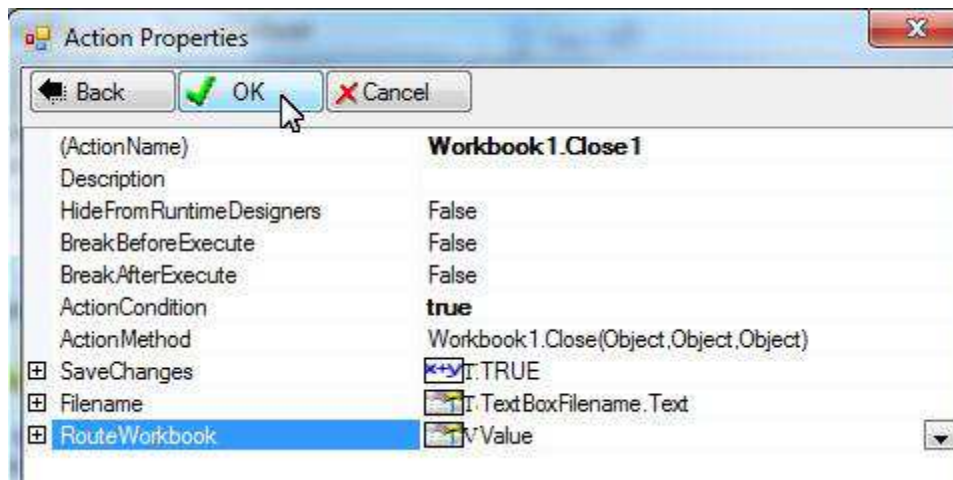 Action Properties
Back OK Cancel
(ActionName) Workbook1.Close1
Description
HideFromRuntimeDesigners False
BreakBeforeExecute False
BreakAfterExecute False
ActionCondition true
ActionMethod Workbook1.Close(Object,Object,Object)
SaveChanges T.TRUE
Filename T.TextBoxFilename.Text
RouteWorkbook V Value